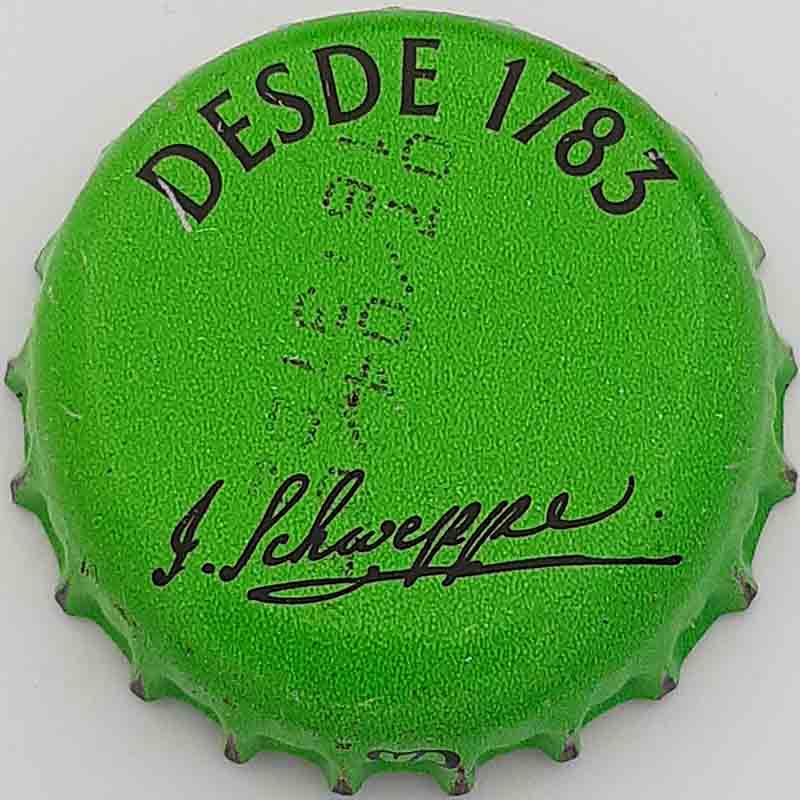 DESDE 1783
J. Schweppe.